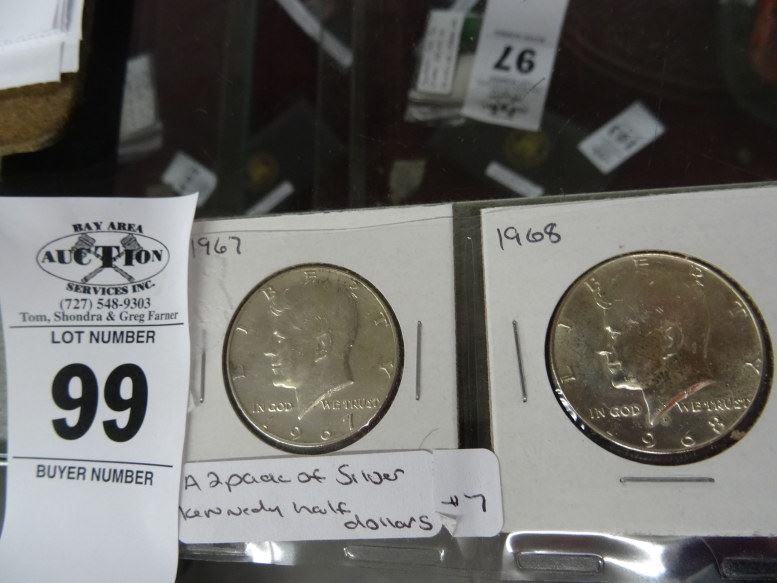 97
193
BAY AREA
AUCTION
SERVICES INC.
(727) 548-9303
Tom, Shondra & Greg Farner
LOT NUMBER
99
BUYER NUMBER
1967
LIBERTY
IN GOD WE TRUST
1967
1968
LIBERTY
IN GOD WE TRUST
1968
A 2 pack of Silver
kennedy half
dollars
#7